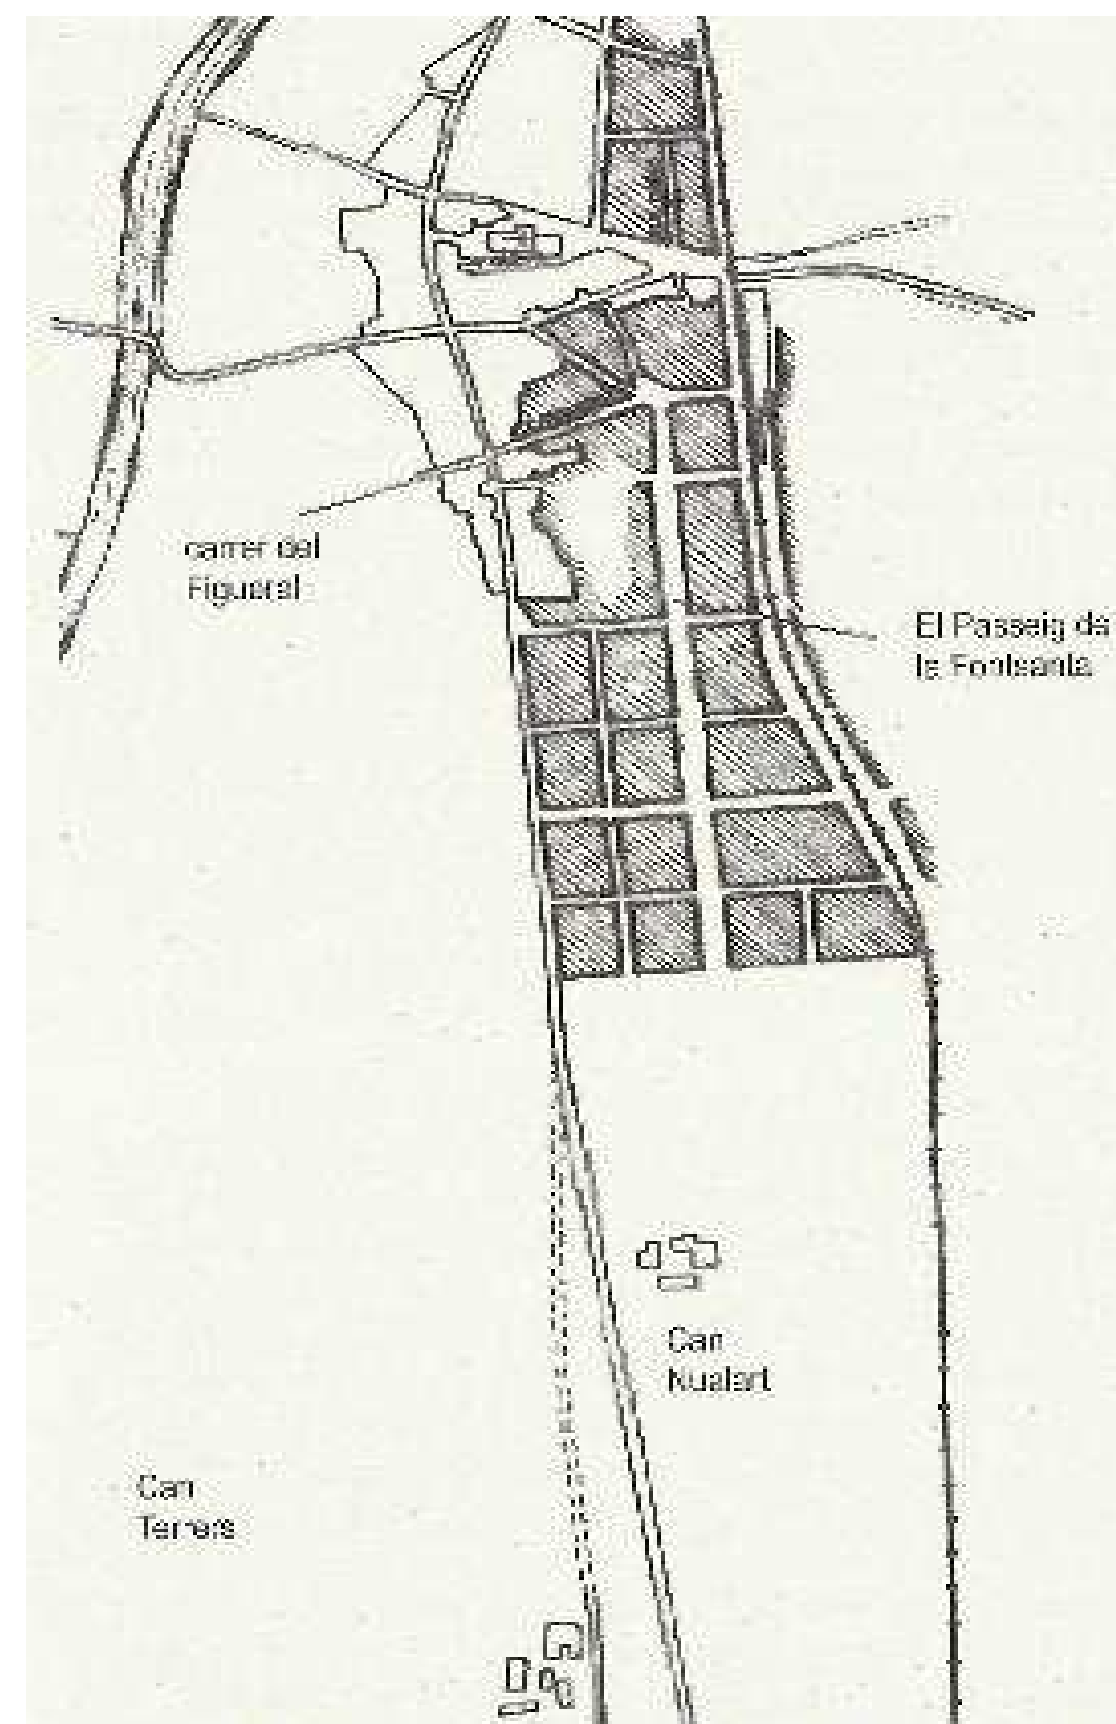 carrer del
Figueral
El Passeig de
la Fontsanta
Can
Nualart
Can
Terrers